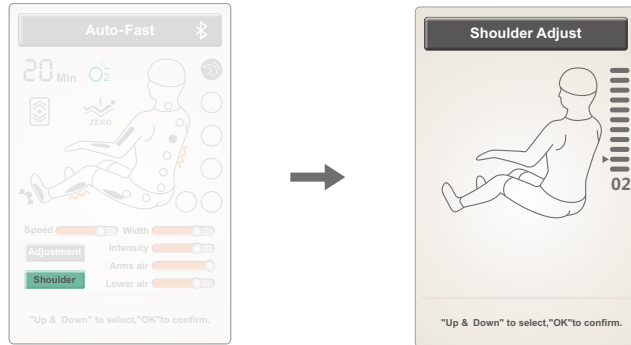 Auto-Fast
20 Min O2
ZERO
Speed Width
Adjustment Intensity
Arms air
Shoulder Lower air
"Up & Down" to select,"OK"to confirm.
Shoulder Adjust
02
"Up & Down" to select,"OK"to confirm.